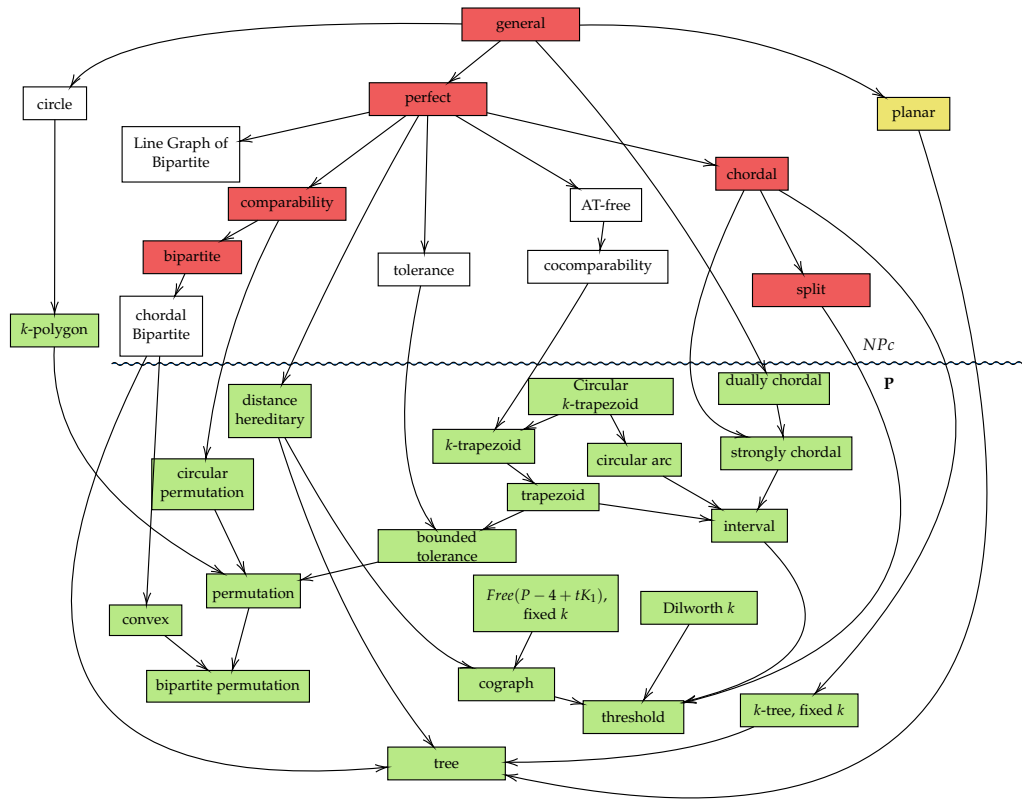 general
perfect
circle
planar
Line Graph of
Bipartite
chordal
comparability
AT-free
bipartite
tolerance
cocomparability
split
chordal
Bipartite
k-polygon
NPc
P
dually chordal
distance
hereditary
Circular
k-trapezoid
k-trapezoid
circular arc
strongly chordal
circular
permutation
trapezoid
interval
bounded
tolerance
permutation
Free(P − 4 + tK1),
fixed k
Dilworth k
convex
bipartite permutation
cograph
threshold
k-tree, fixed k
tree